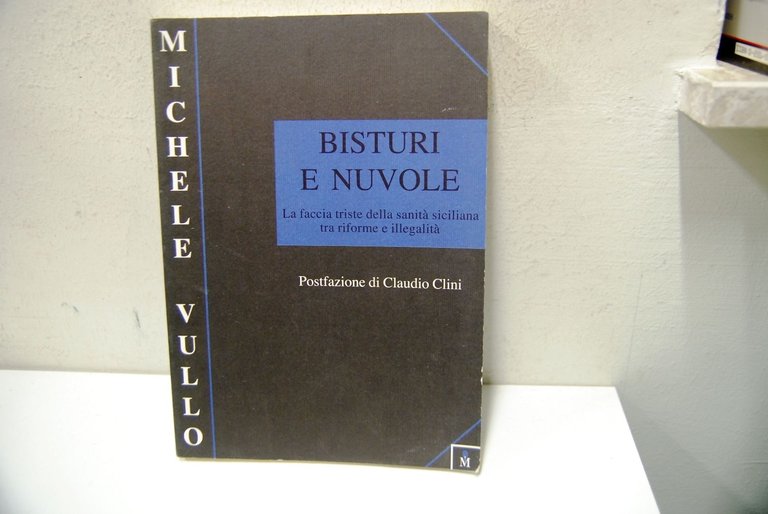 MICHELE VULLO
BISTURI
E NUVOLE
La faccia triste della sanità siciliana
tra riforme e illegalità
Postfazione di Claudio Clini
M